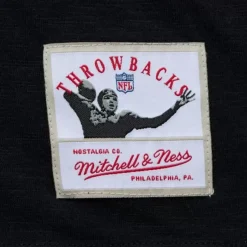 THROWBACKS
NFL
NOSTALGIA CO.
Mitchell & Ness
PHILADELPHIA, PA.